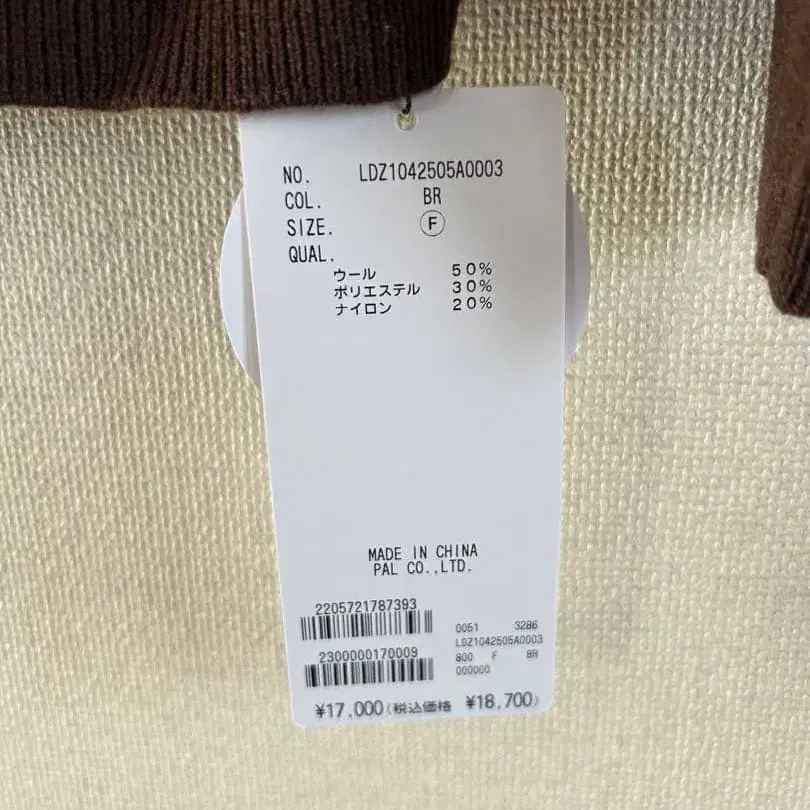 NO. LDZ1042505A0003
COL. BR
SIZE. F
QUAL.
ウール 50%
ポリエステル 30%
ナイロン 20%
MADE IN CHINA
PAL CO.,LTD.
2205721787393
2300000170009
0051 3286
LDZ1042505A0003
800 F BR
000000
¥17,000(税込価格 ¥18,700)